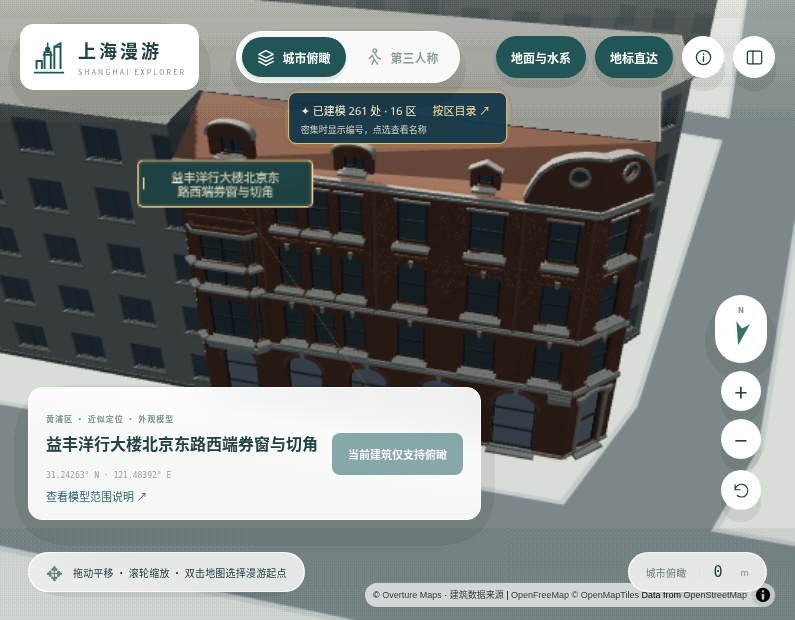 上海漫游
SHANGHAI EXPLORER
城市俯瞰
第三人称
地面与水系
地标直达
✦ 已建模 261 处 · 16 区 按区目录 ↗
密集时显示编号，点选查看名称
益丰洋行大楼北京东
路西端券窗与切角
N
黄浦区 · 近似定位 · 外观模型
益丰洋行大楼北京东路西端券窗与切角
当前建筑仅支持俯瞰
31.24263° N · 121.48392° E
查看模型范围说明 ↗
拖动平移 · 滚轮缩放 · 双击地图选择漫游起点
城市俯瞰 0 m
© Overture Maps · 建筑数据来源 | OpenFreeMap © OpenMapTiles Data from OpenStreetMap